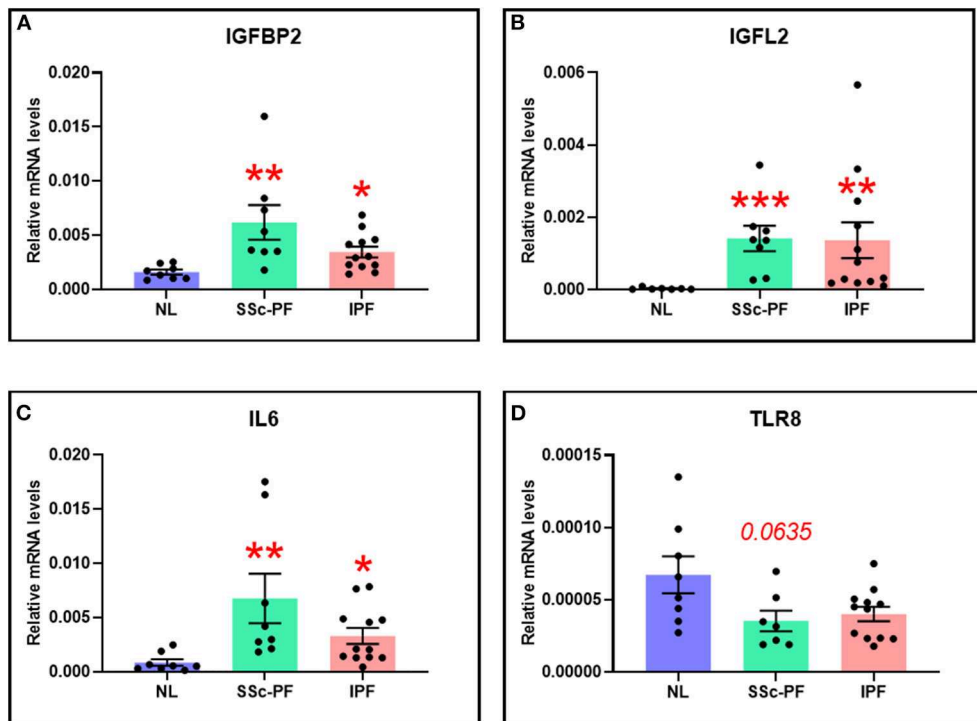 A
IGFBP2
Relative mRNA levels
0.020
0.015
0.010
0.005
0.000
**
*
NL
SSc-PF
IPF
B
IGFL2
Relative mRNA levels
0.006
0.004
0.002
0.000
***
**
NL
SSc-PF
IPF
C
IL6
Relative mRNA levels
0.020
0.015
0.010
0.005
0.000
**
*
NL
SSc-PF
IPF
D
TLR8
Relative mRNA levels
0.00015
0.00010
0.00005
0.00000
0.0635
NL
SSc-PF
IPF